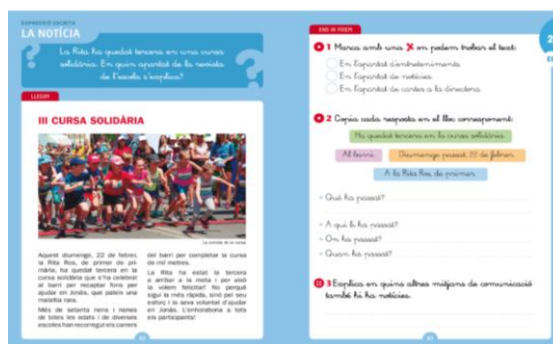 EXPRESSIÓ ESCRITA
LA NOTÍCIA
La Rita ha quedat tercera en una cursa
solidària. En quin apartat de la revista
de l'escola s'explica?
LLEGIM
III CURSA SOLIDÀRIA
La sortida de la cursa
Aquest diumenge, 22 de febrer,
la Rita Ros, de primer de pri-
mària, ha quedat tercera en la
cursa solidària que s'ha celebrat
al barri per recaptar fons per
ajudar en Jonàs, que pateix una
malaltia rara.
Més de setanta nens i nenes
de totes les edats i de diverses
escoles han recorregut els carrers
del barri per completar la cursa
de mil metres.
La Rita ha estat la tercera
a arribar a la meta i per això
la volem felicitar! No perquè
sigui la més ràpida, sinó pel seu
esforç i la seva voluntat d'ajudar
en Jonàs. L'enhorabona a tots
els participants!
ENS HI FIXEM
1 Marca amb una X on podem trobar el text:
En l'apartat d'entreteniments.
En l'apartat de notícies.
En l'apartat de cartes a la directora.
2 Copia cada resposta en el lloc corresponent:
Ha quedat tercera en la cursa solidària.
Al barri.
Diumenge passat, 22 de febrer.
A la Rita Ros, de primer.
- Què ha passat?
- A qui li ha passat?
- On ha passat?
- Quan ha passat?
3 Explica en quins altres mitjans de comunicació
també hi ha notícies.